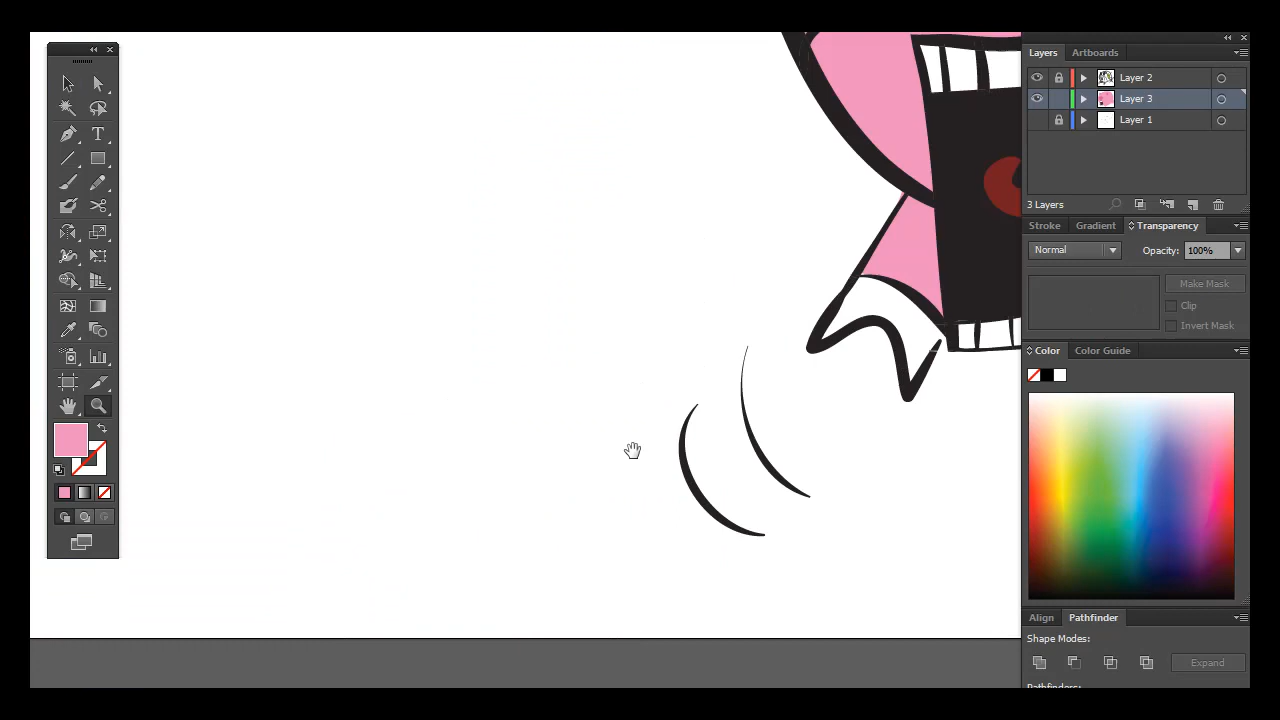 Layers Artboards
Layer 2
Layer 3
Layer 1
3 Layers
Stroke Gradient Transparency
Normal Opacity: 100%
Make Mask
Clip
Invert Mask
Color Color Guide
Align Pathfinder
Shape Modes:
Expand
Pathfinders:
T